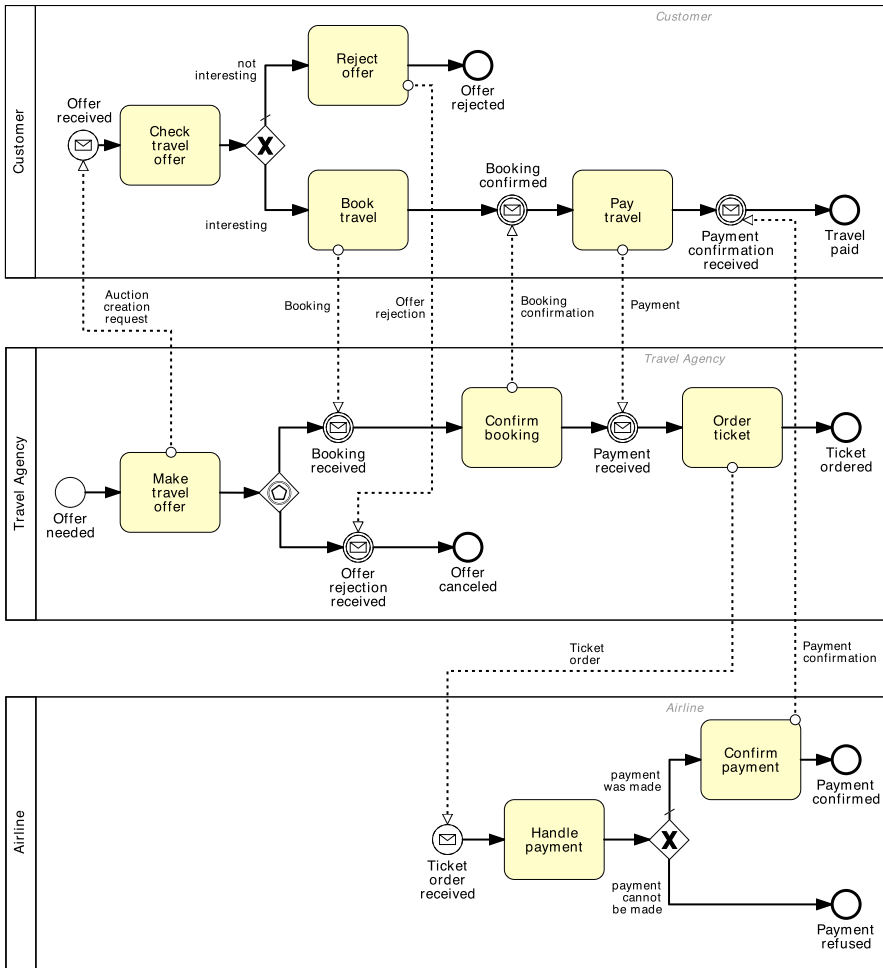 Customer
Customer
Offer
received
Check
travel
offer
not
interesting
Reject
offer
Offer
rejected
interesting
Book
travel
Booking
confirmed
Pay
travel
Payment
confirmation
received
Travel
paid
Auction
creation
request
Booking
Offer
rejection
Booking
confirmation
Payment
Travel Agency
Travel Agency
Offer
needed
Make
travel
offer
Booking
received
Confirm
booking
Payment
received
Order
ticket
Ticket
ordered
Offer
rejection
received
Offer
canceled
Ticket
order
Payment
confirmation
Airline
Airline
Ticket
order
received
Handle
payment
payment
was made
Confirm
payment
Payment
confirmed
payment
cannot
be made
Payment
refused